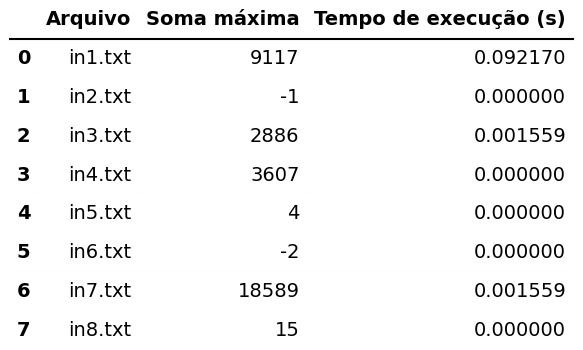 Arquivo Soma máxima Tempo de execução (s)
0 in1.txt 9117 0.092170
1 in2.txt -1 0.000000
2 in3.txt 2886 0.001559
3 in4.txt 3607 0.000000
4 in5.txt 4 0.000000
5 in6.txt -2 0.000000
6 in7.txt 18589 0.001559
7 in8.txt 15 0.000000